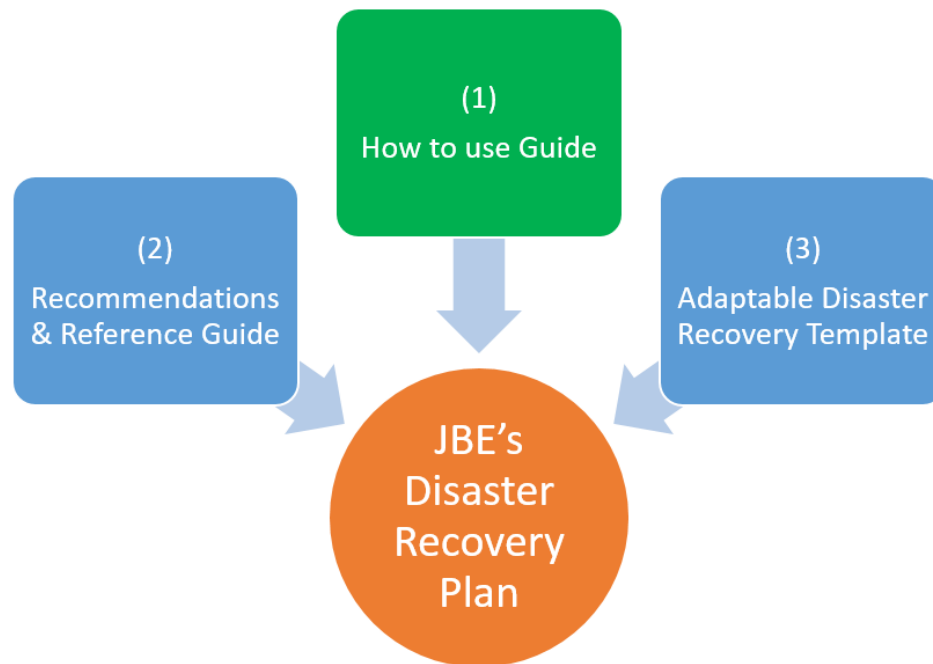 (1)
How to use Guide
(2)
Recommendations
& Reference Guide
(3)
Adaptable Disaster
Recovery Template
JBE’s
Disaster
Recovery
Plan